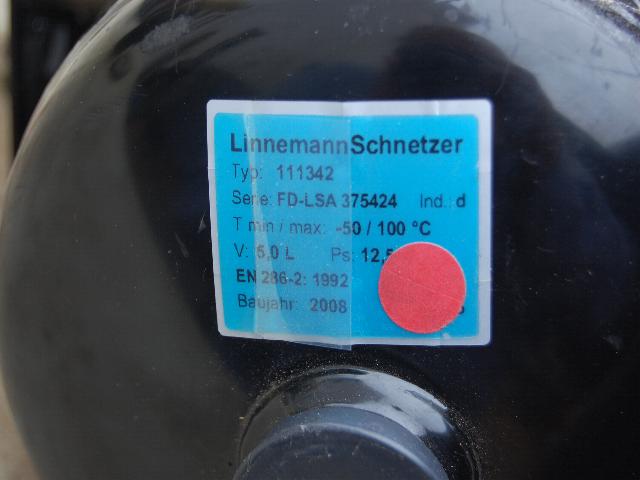 LinnemannSchnetzer
Typ: 111342
Serie: FD-LSA 375424 Ind.: d
T min / max: -50 / 100 °C
V: 5,0 L Ps: 12,5
EN 286-2: 1992
Baujahr: 2008